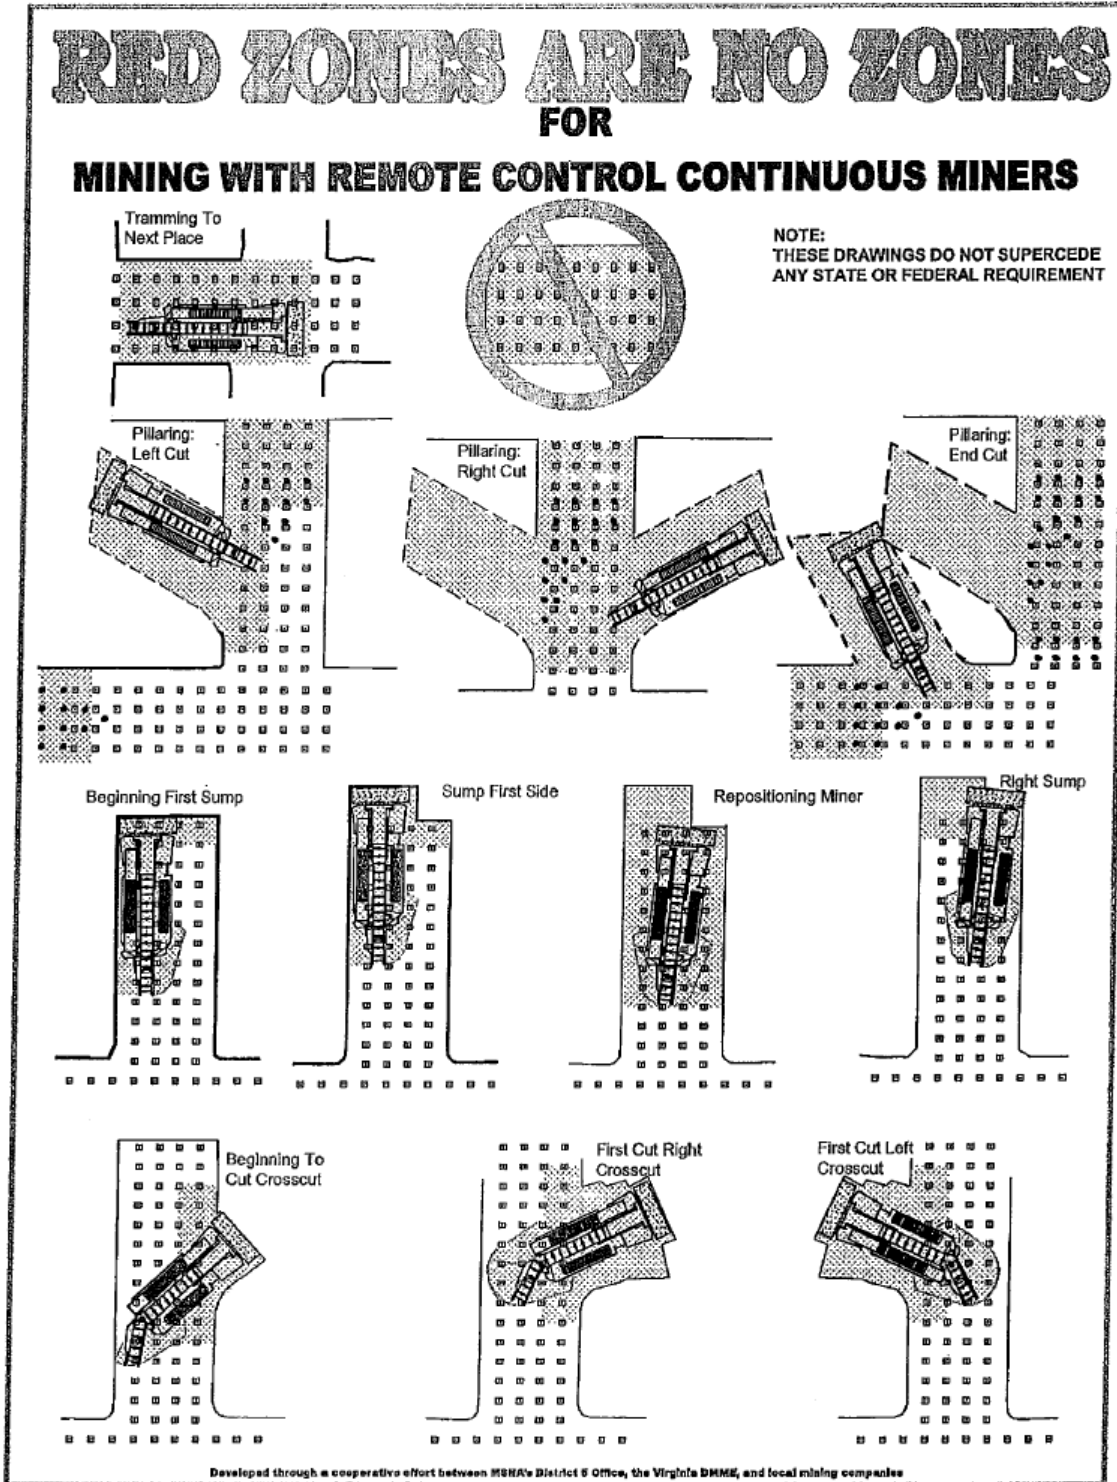 RED ZONES ARE NO ZONES
FOR
MINING WITH REMOTE CONTROL CONTINUOUS MINERS
Tramming To
Next Place
NOTE:
THESE DRAWINGS DO NOT SUPERCEDE
ANY STATE OR FEDERAL REQUIREMENT
Pillaring:
Left Cut
Pillaring:
Right Cut
Pillaring:
End Cut
Beginning First Sump
Sump First Side
Repositioning Miner
Right Sump
Beginning To
Cut Crosscut
First Cut Right
Crosscut
First Cut Left
Crosscut
Developed through a cooperative effort between MSHA's District 5 Office, the Virginia DMME, and local mining companies